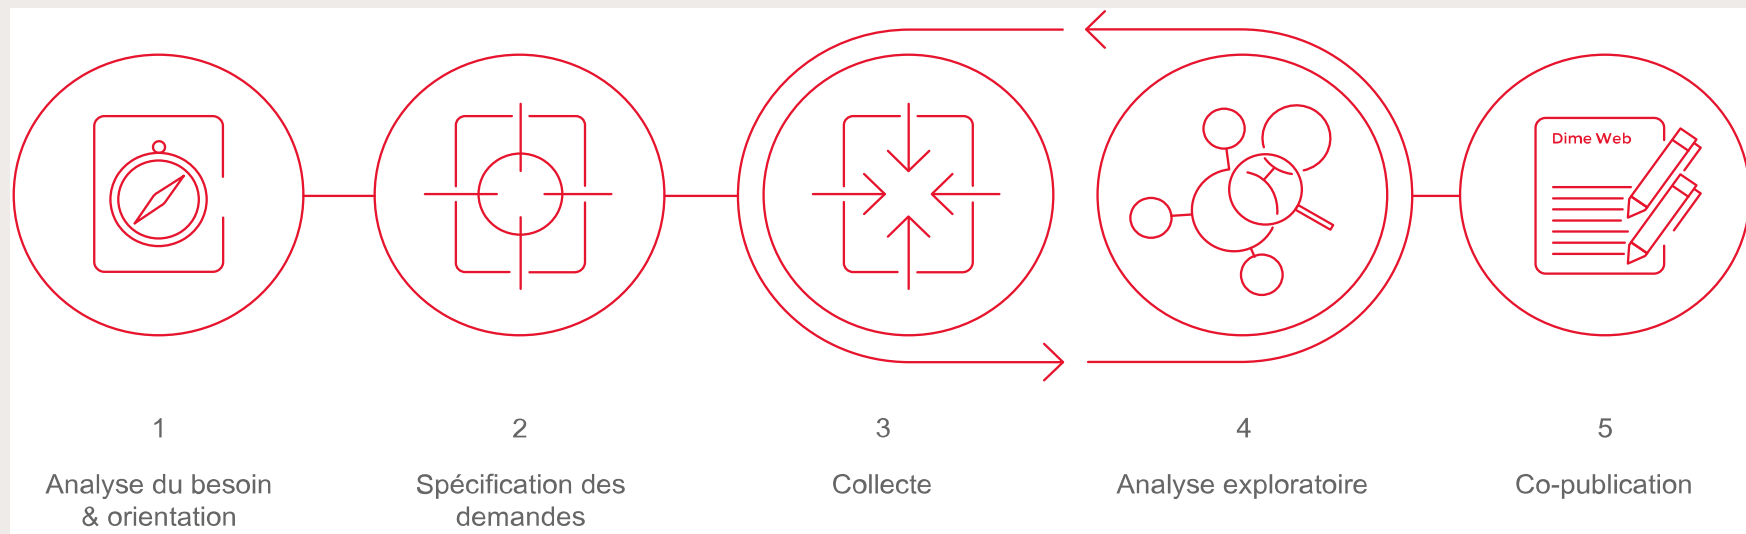 Dime Web
1
Analyse du besoin
& orientation
2
Spécification des
demandes
3
Collecte
4
Analyse exploratoire
5
Co-publication